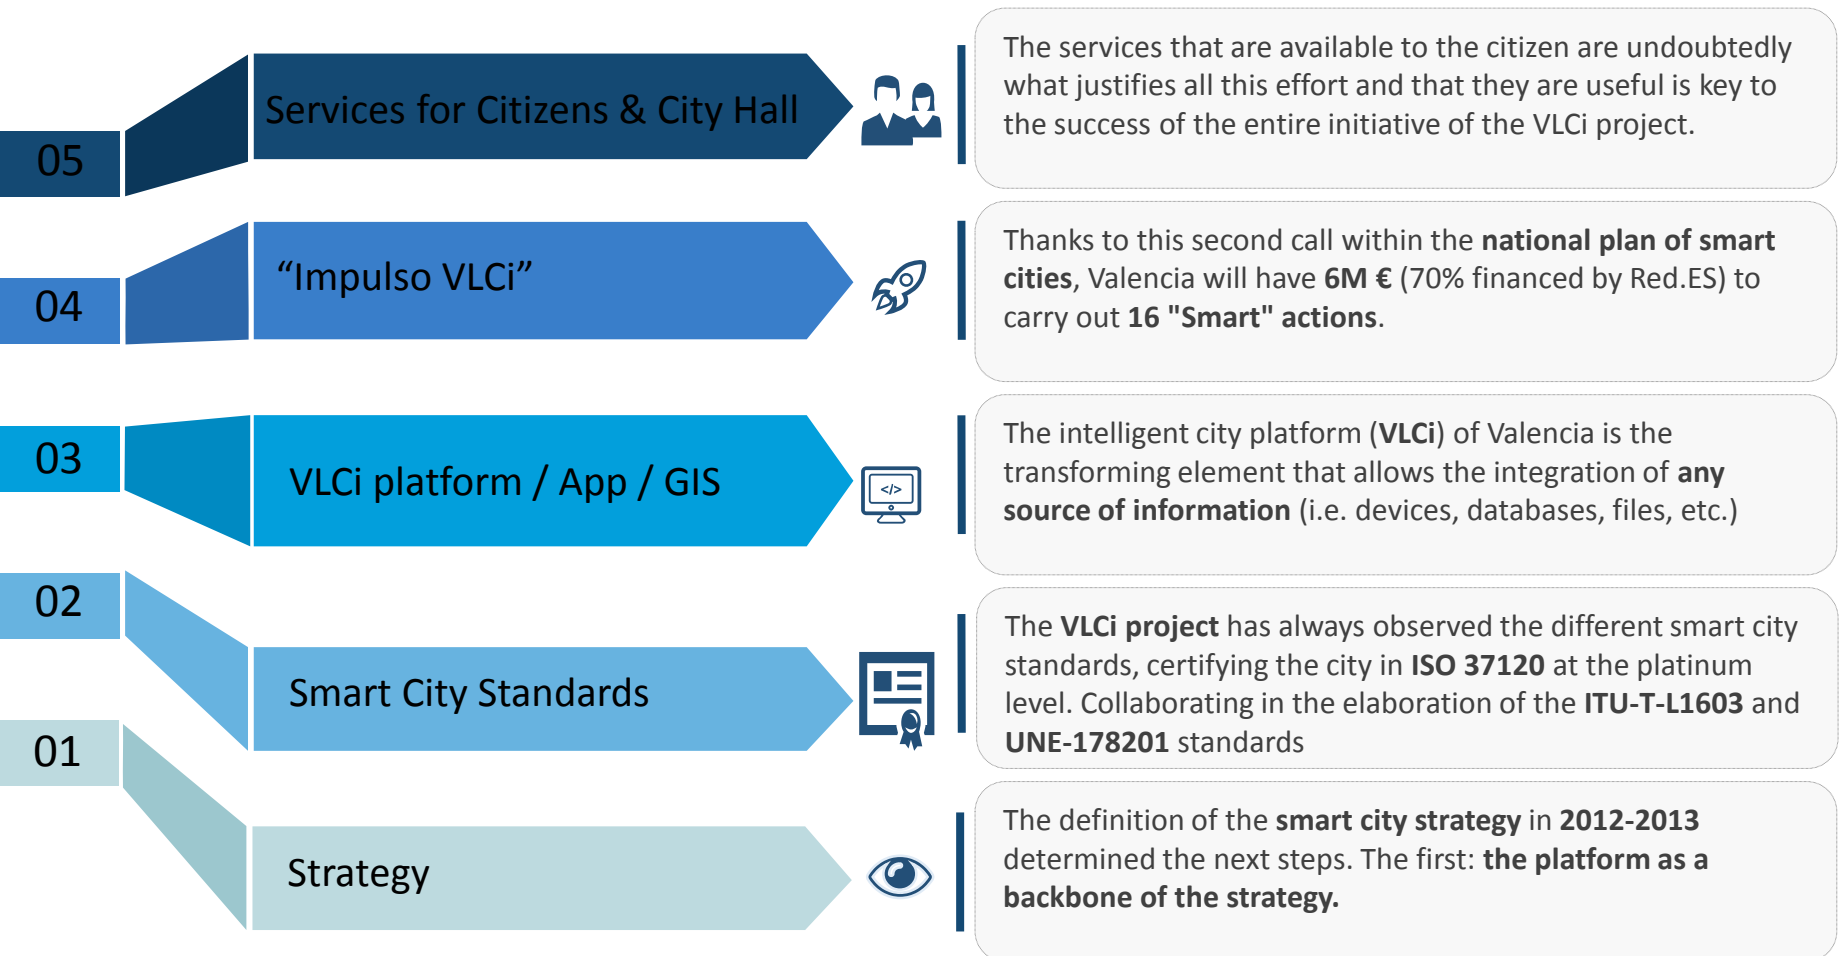 05
Services for Citizens & City Hall
The services that are available to the citizen are undoubtedly
what justifies all this effort and that they are useful is key to
the success of the entire initiative of the VLCi project.
04
“Impulso VLCi”
Thanks to this second call within the national plan of smart
cities, Valencia will have 6M € (70% financed by Red.ES) to
carry out 16 "Smart" actions.
03
VLCi platform / App / GIS
</>
The intelligent city platform (VLCi) of Valencia is the
transforming element that allows the integration of any
source of information (i.e. devices, databases, files, etc.)
02
Smart City Standards
The VLCi project has always observed the different smart city
standards, certifying the city in ISO 37120 at the platinum
level. Collaborating in the elaboration of the ITU-T-L1603 and
UNE-178201 standards
01
Strategy
The definition of the smart city strategy in 2012-2013
determined the next steps. The first: the platform as a
backbone of the strategy.